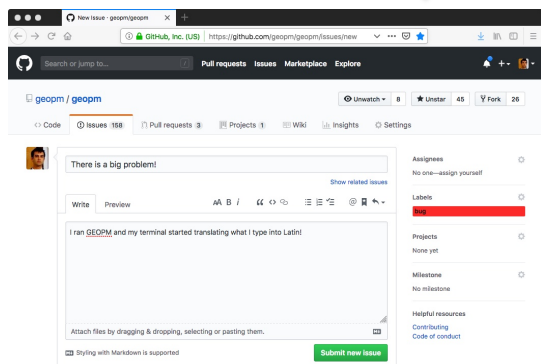 New Issue · geopm/geopm
GitHub, Inc. (US) https://github.com/geopm/geopm/issues/new
Search or jump to... / Pull requests Issues Marketplace Explore
geopm / geopm Unwatch 8 Unstar 45 Fork 26
Code Issues 158 Pull requests 3 Projects 1 Wiki Insights Settings
There is a big problem!
Show related issues
Write Preview AA B i
I ran GEOPM and my terminal started translating what I type into Latin!
Attach files by dragging & dropping, selecting or pasting them.
Styling with Markdown is supported Submit new issue
Assignees
No one—assign yourself
Labels
bug
Projects
None yet
Milestone
No milestone
Helpful resources
Contributing
Code of conduct